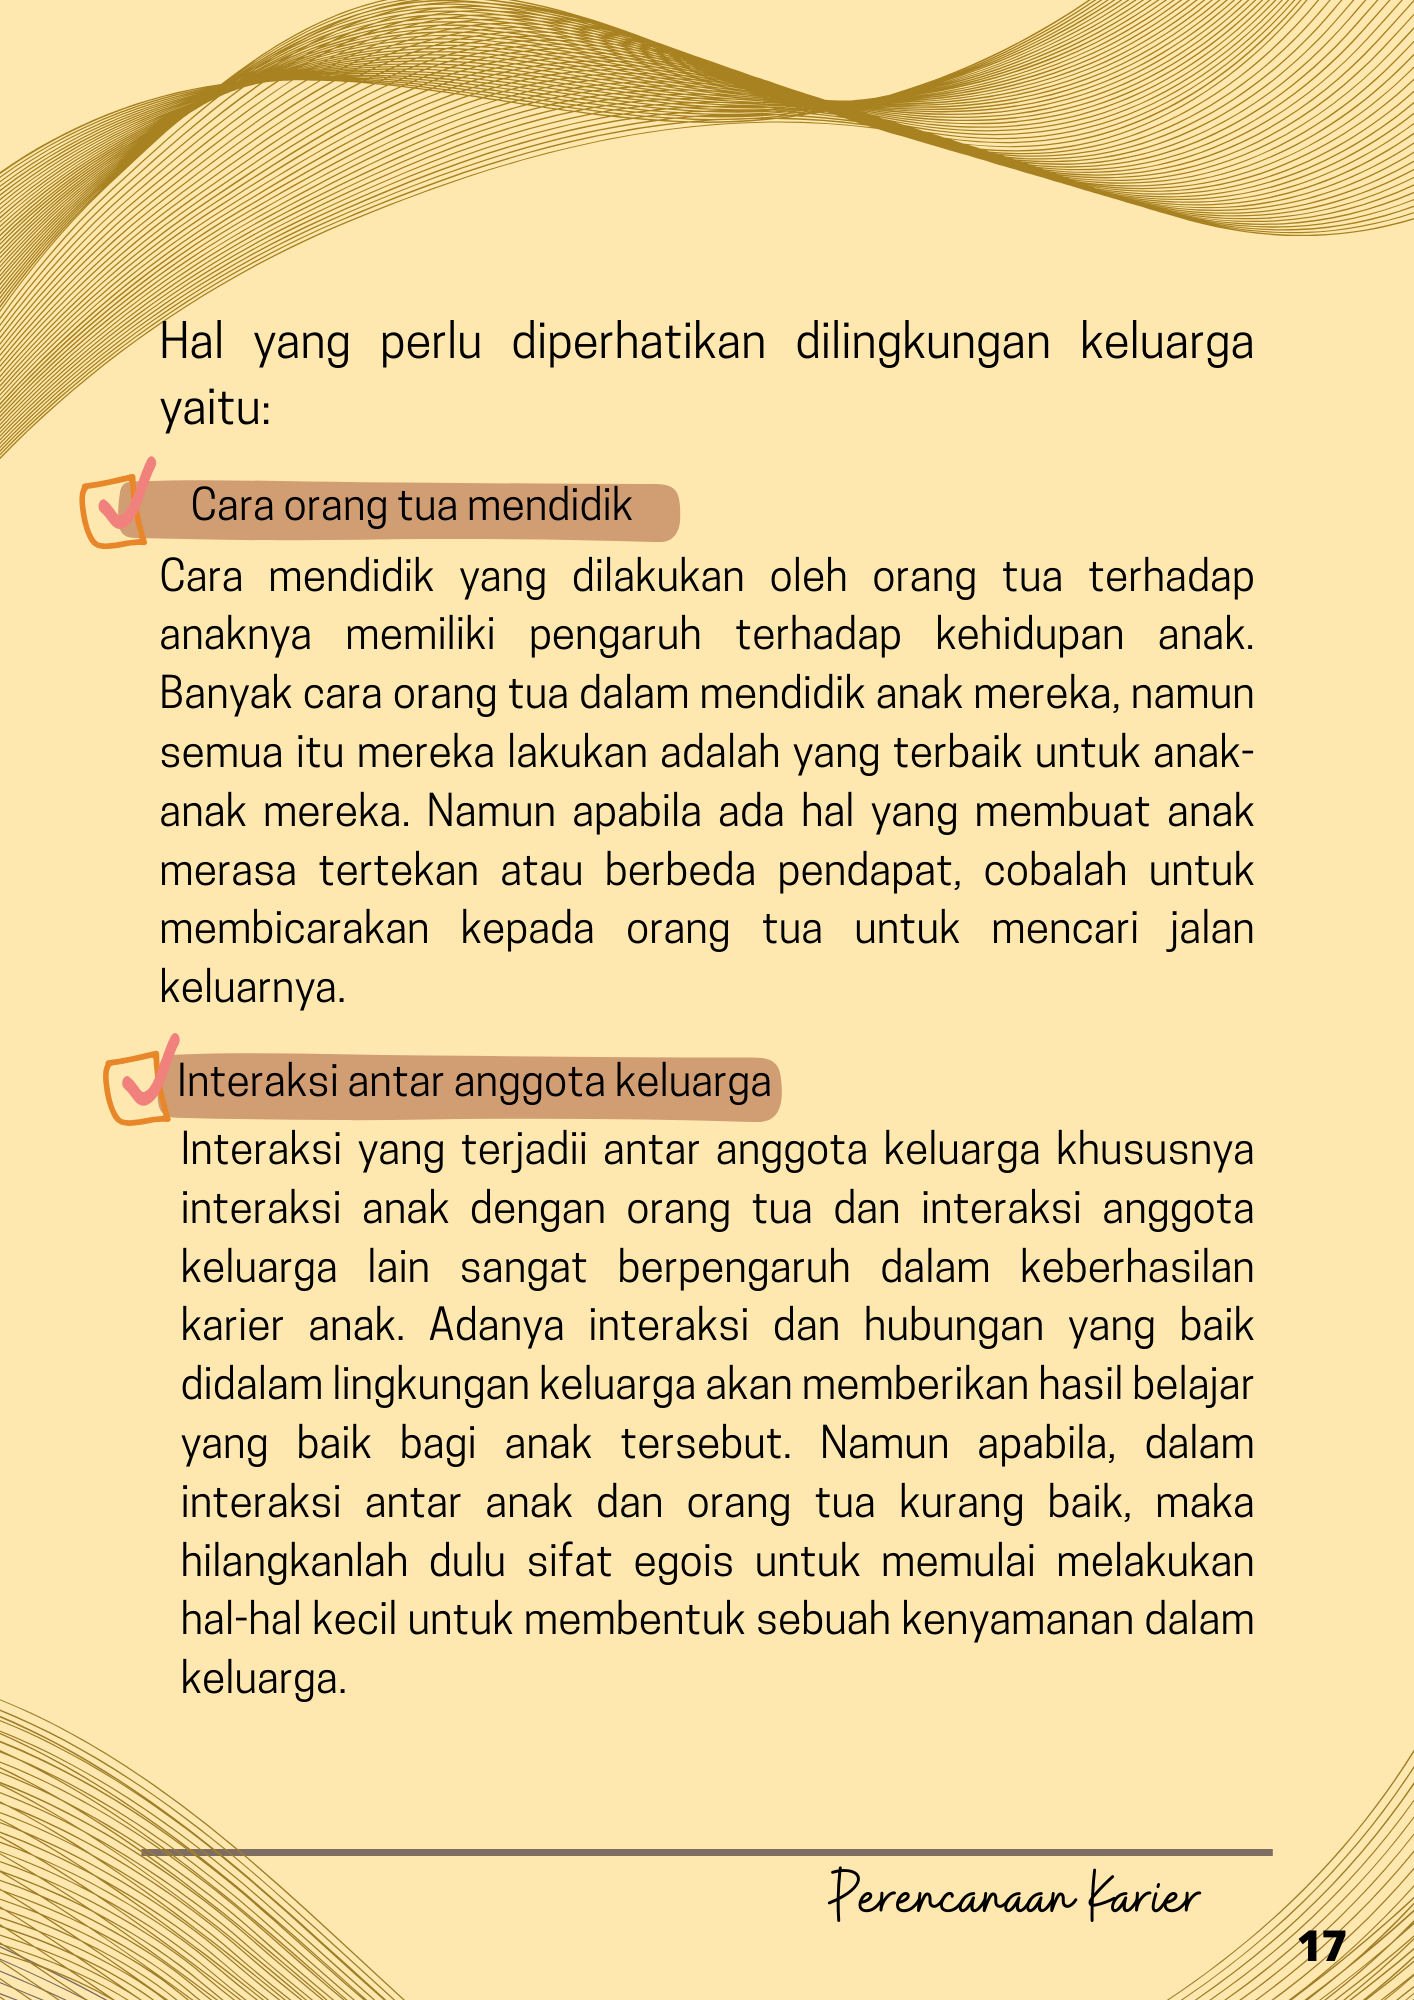 Hal yang perlu diperhatikan dilingkungan keluarga
yaitu:
Cara orang tua mendidik
Cara mendidik yang dilakukan oleh orang tua terhadap
anaknya memiliki pengaruh terhadap kehidupan anak.
Banyak cara orang tua dalam mendidik anak mereka, namun
semua itu mereka lakukan adalah yang terbaik untuk anak-
anak mereka. Namun apabila ada hal yang membuat anak
merasa tertekan atau berbeda pendapat, cobalah untuk
membicarakan kepada orang tua untuk mencari jalan
keluarnya.
Interaksi antar anggota keluarga
Interaksi yang terjadii antar anggota keluarga khususnya
interaksi anak dengan orang tua dan interaksi anggota
keluarga lain sangat berpengaruh dalam keberhasilan
karier anak. Adanya interaksi dan hubungan yang baik
didalam lingkungan keluarga akan memberikan hasil belajar
yang baik bagi anak tersebut. Namun apabila, dalam
interaksi antar anak dan orang tua kurang baik, maka
hilangkanlah dulu sifat egois untuk memulai melakukan
hal-hal kecil untuk membentuk sebuah kenyamanan dalam
keluarga.
Perencanaan Karier
17